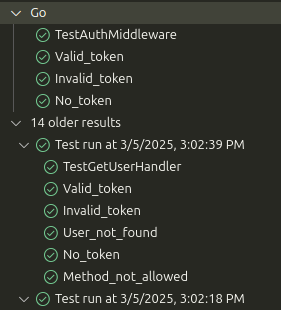 Go
TestAuthMiddleware
Valid_token
Invalid_token
No_token
14 older results
Test run at 3/5/2025, 3:02:39 PM
TestGetUserHandler
Valid_token
Invalid_token
User_not_found
No_token
Method_not_allowed
Test run at 3/5/2025, 3:02:18 PM